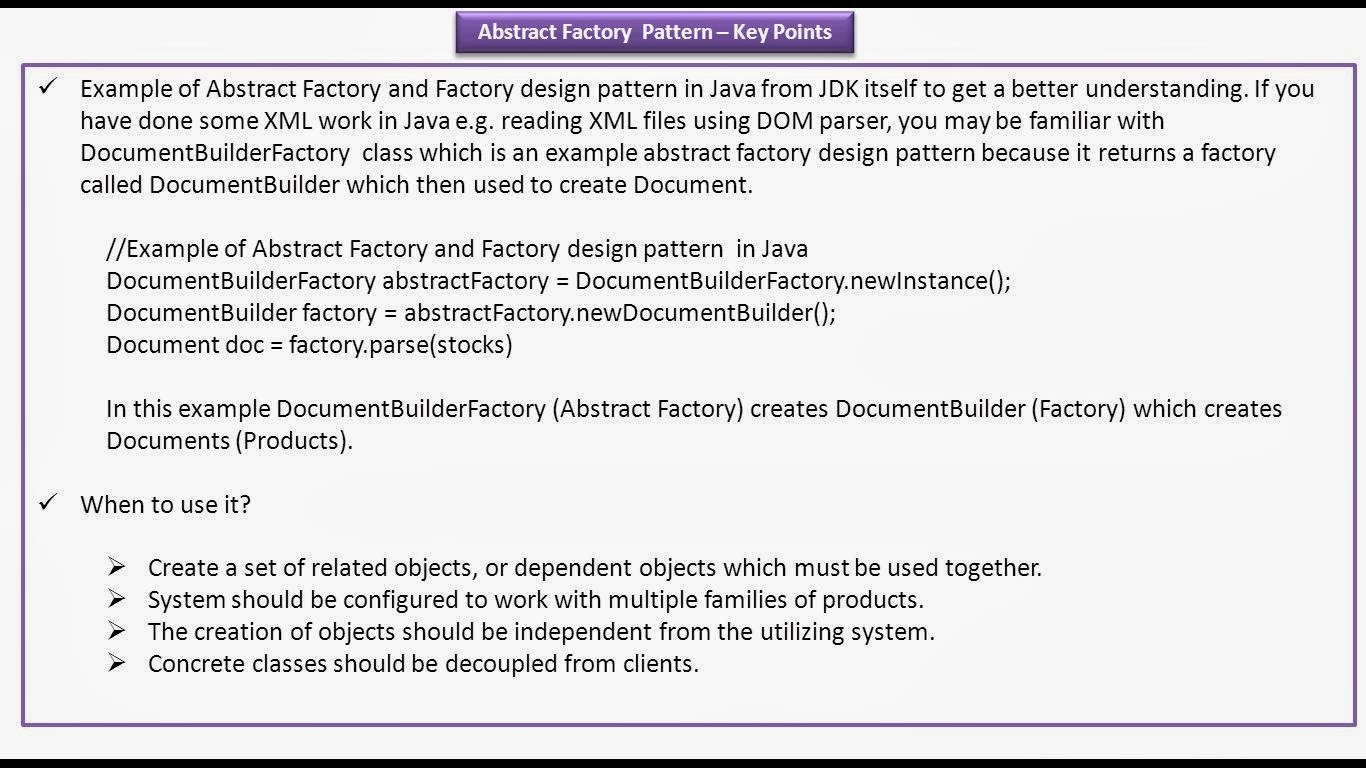 Abstract Factory Pattern – Key Points
✓ Example of Abstract Factory and Factory design pattern in Java from JDK itself to get a better understanding. If you
have done some XML work in Java e.g. reading XML files using DOM parser, you may be familiar with
DocumentBuilderFactory class which is an example abstract factory design pattern because it returns a factory
called DocumentBuilder which then used to create Document.
//Example of Abstract Factory and Factory design pattern in Java
DocumentBuilderFactory abstractFactory = DocumentBuilderFactory.newInstance();
DocumentBuilder factory = abstractFactory.newDocumentBuilder();
Document doc = factory.parse(stocks)
In this example DocumentBuilderFactory (Abstract Factory) creates DocumentBuilder (Factory) which creates
Documents (Products).
✓ When to use it?
➢ Create a set of related objects, or dependent objects which must be used together.
➢ System should be configured to work with multiple families of products.
➢ The creation of objects should be independent from the utilizing system.
➢ Concrete classes should be decoupled from clients.